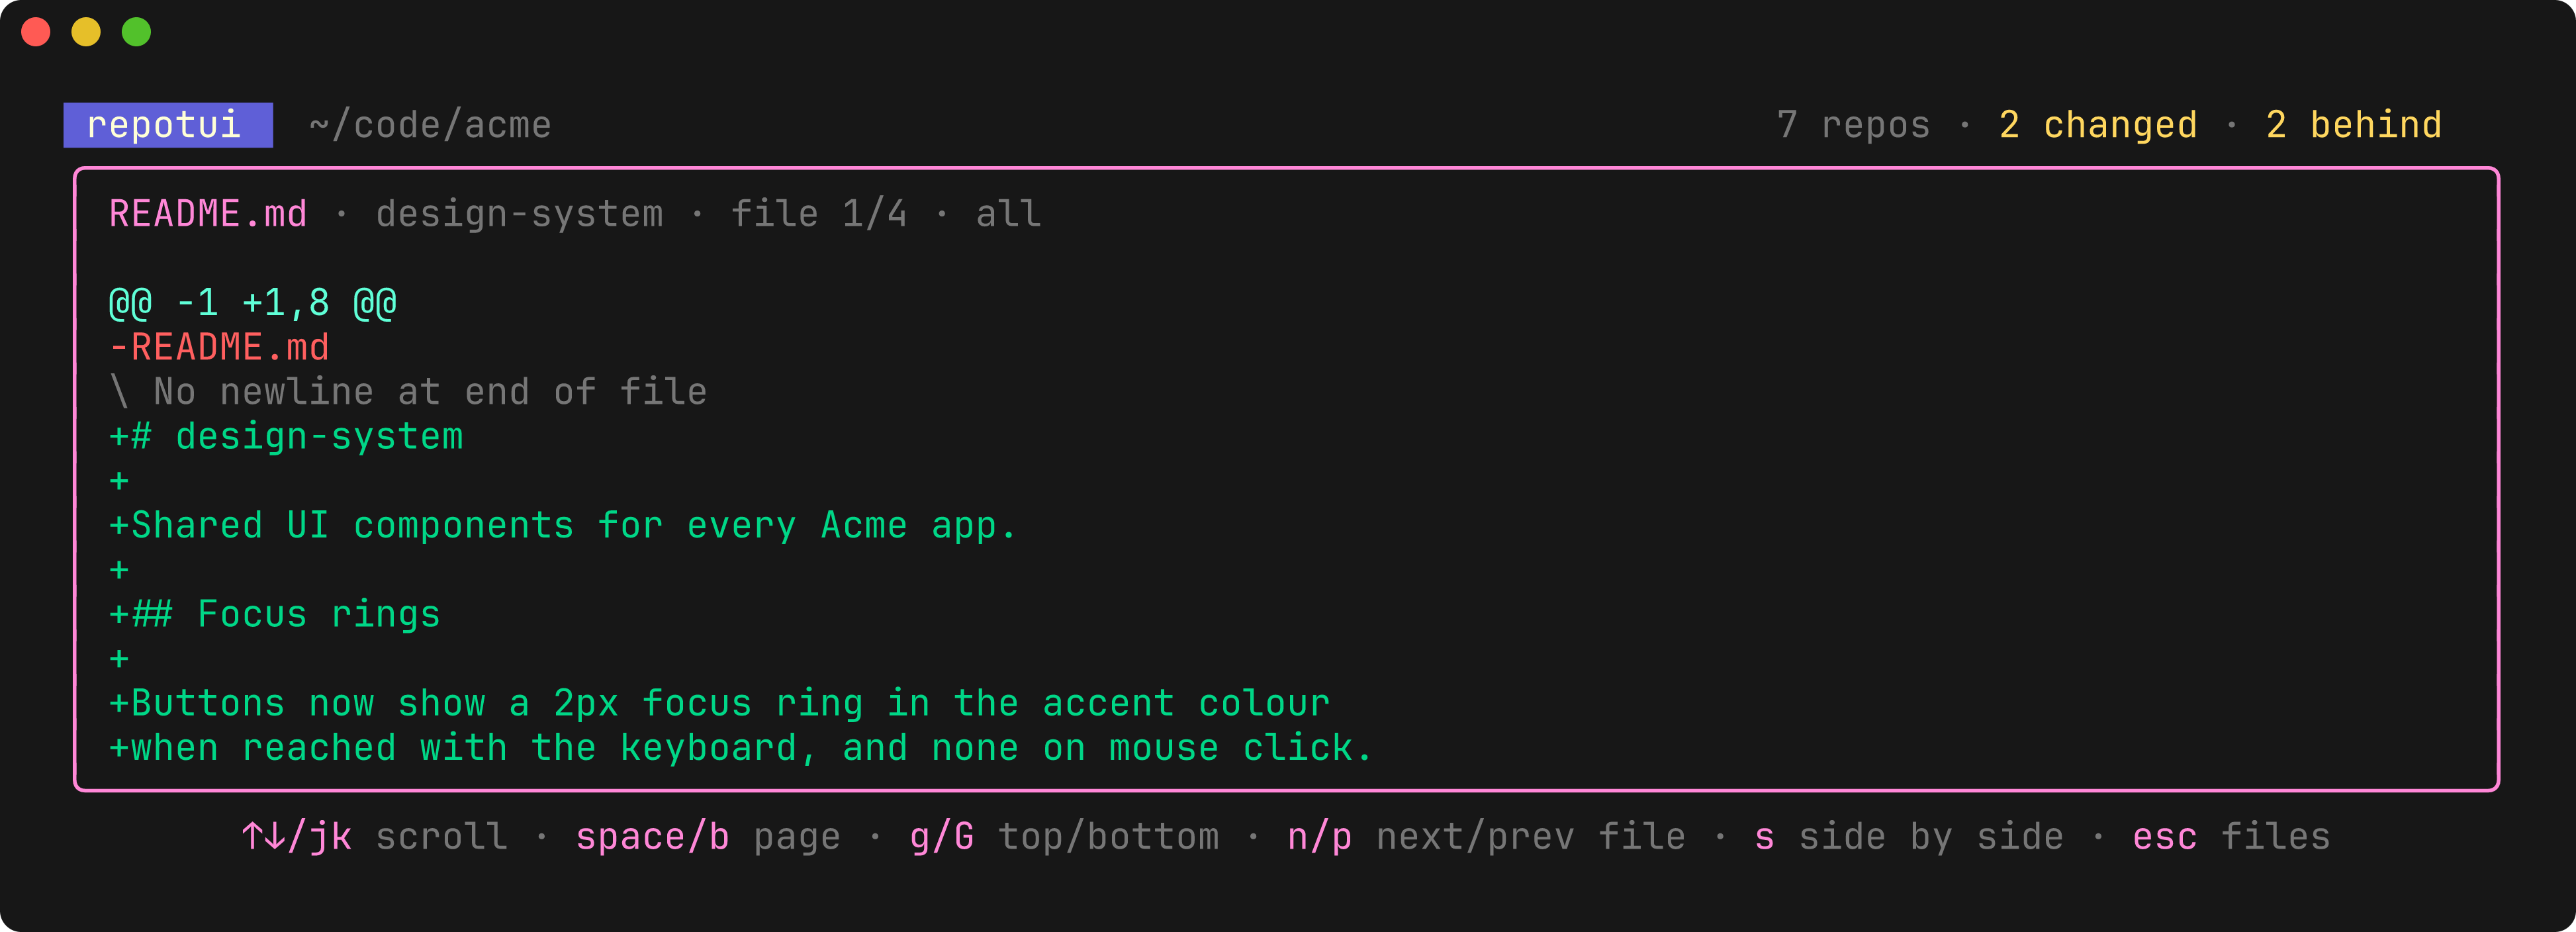 repotui ~/code/acme 7 repos · 2 changed · 2 behind
README.md · design-system · file 1/4 · all
@@ -1 +1,8 @@
-README.md
\ No newline at end of file
+# design-system
+
+Shared UI components for every Acme app.
+
+## Focus rings
+
+Buttons now show a 2px focus ring in the accent colour
+when reached with the keyboard, and none on mouse click.
↑↓/jk scroll · space/b page · g/G top/bottom · n/p next/prev file · s side by side · esc files